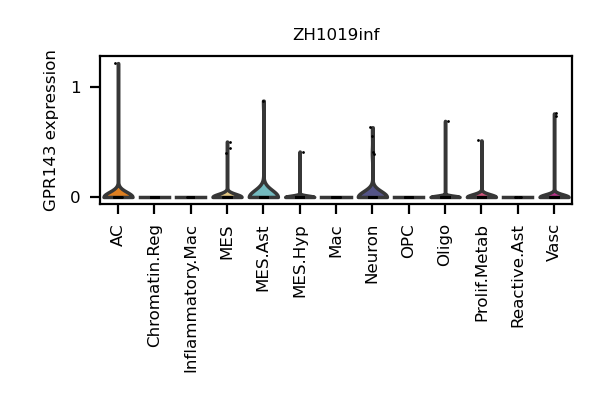 ZH1019inf
GPR143 expression
1
0
AC
Chromatin.Reg
Inflammatory.Mac
MES
MES.Ast
MES.Hyp
Mac
Neuron
OPC
Oligo
Prolif.Metab
Reactive.Ast
Vasc